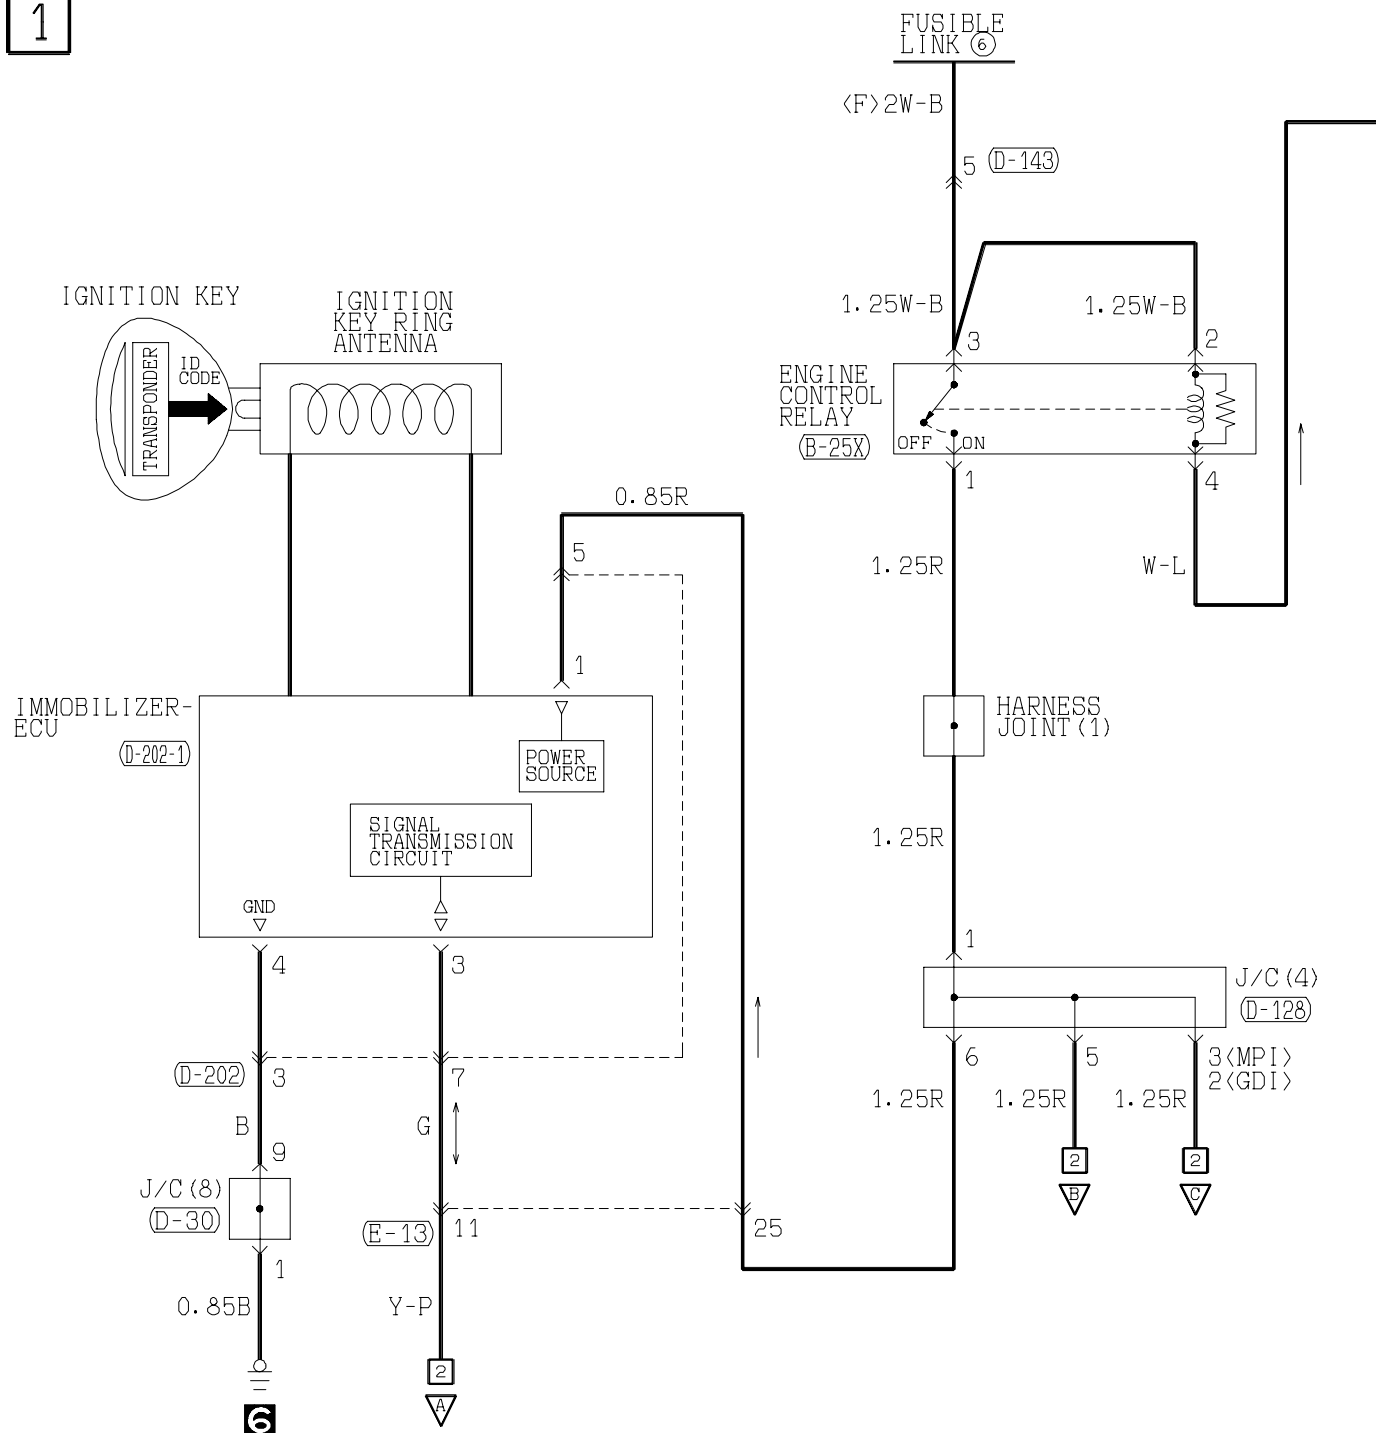 1
FUSIBLE
LINK 6
<F>2W-B
5 D-143
IGNITION KEY
IGNITION
KEY RING
ANTENNA
TRANSPONDER
ID
CODE
1.25W-B
1.25W-B
3
2
ENGINE
CONTROL
RELAY
B-25X
OFF
ON
1
4
0.85R
5
1
1.25R
W-L
IMMOBILIZER-
ECU
D-202-1
POWER
SOURCE
SIGNAL
TRANSMISSION
CIRCUIT
GND
HARNESS
JOINT(1)
1.25R
4
3
1
J/C(4)
D-128
D-202
3
7
6
5
3<MPI>
2<GDI>
1.25R
1.25R
1.25R
B
G
9
2
B
2
C
J/C(8)
D-30
E-13
11
25
1
0.85B
Y-P
2
A
6